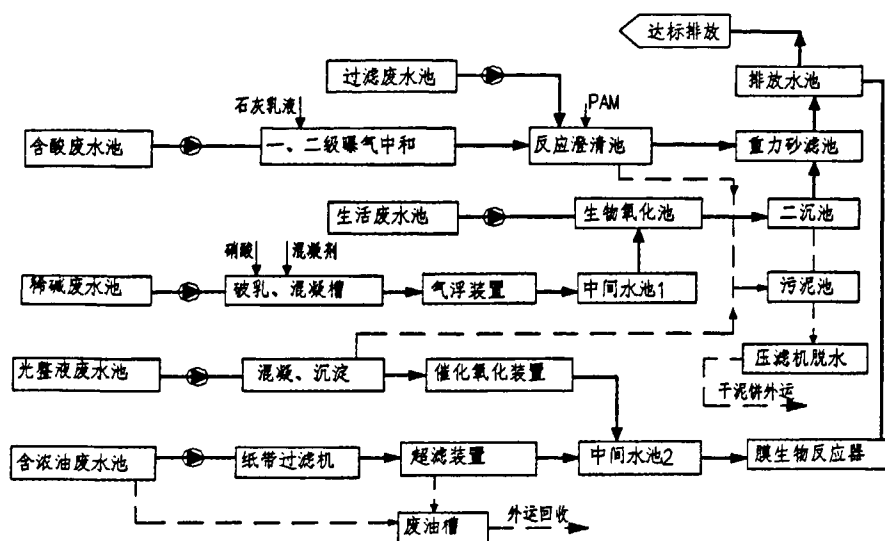 达标排放
过滤废水池
排放水池
石灰乳液
PAM
含酸废水池
一、二级曝气中和
反应澄清池
重力砂滤池
生活废水池
生物氧化池
二沉池
硝酸
混凝剂
稀碱废水池
破乳、混凝槽
气浮装置
中间水池1
污泥池
光整液废水池
混凝、沉淀
催化氧化装置
压滤机脱水
干泥饼外运
含浓油废水池
纸带过滤机
超滤装置
中间水池2
膜生物反应器
废油槽
外运回收